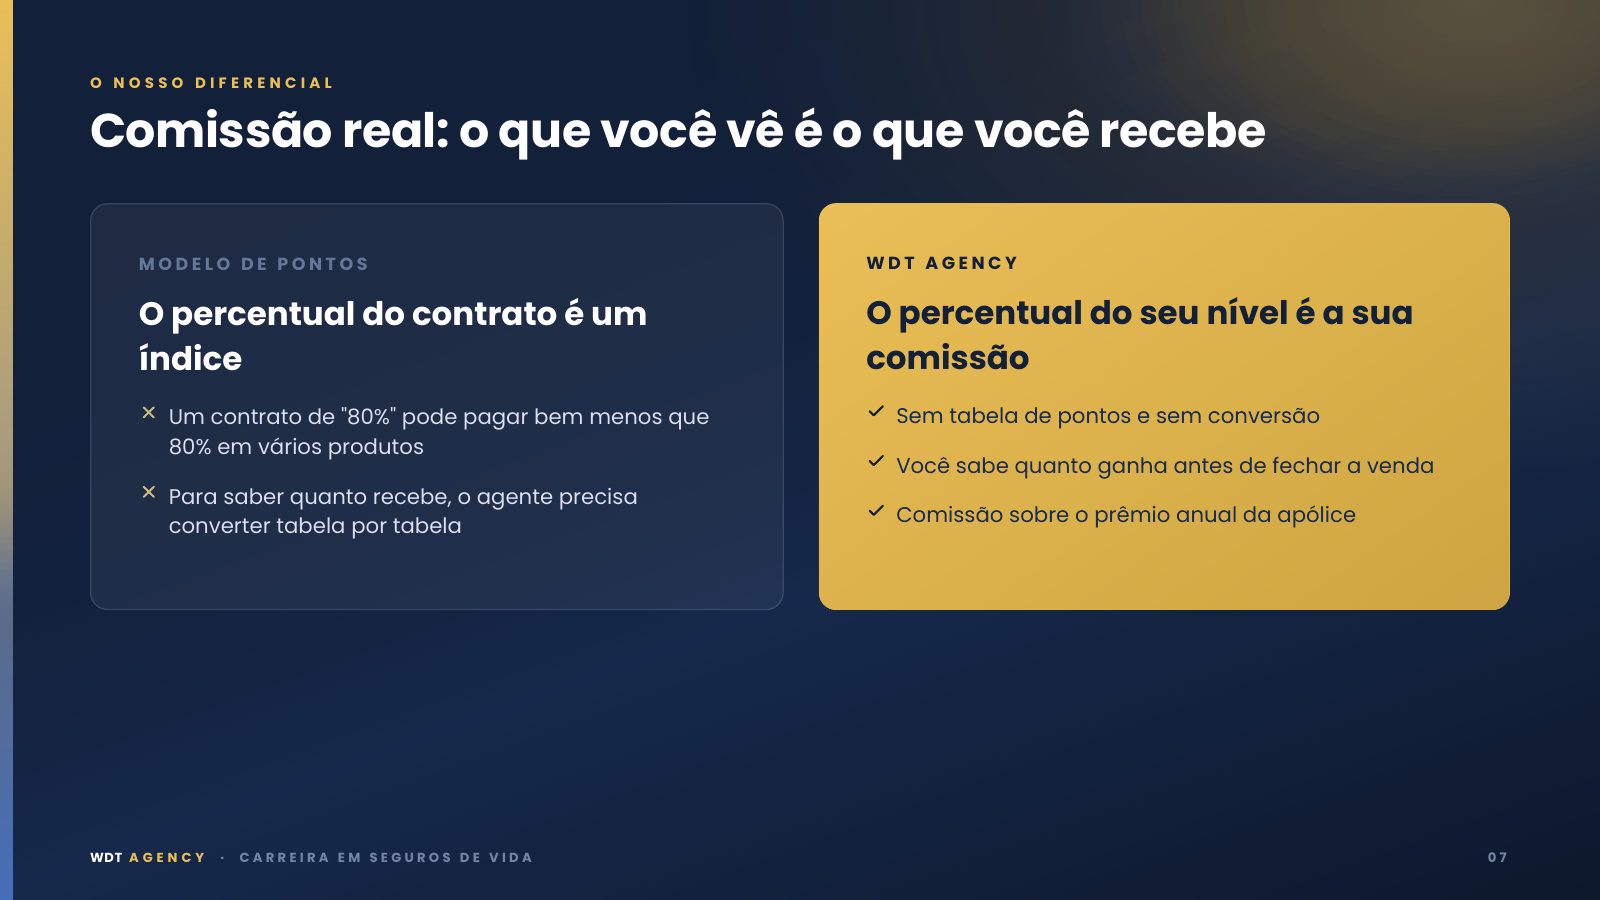 O NOSSO DIFERENCIAL
Comissão real: o que você vê é o que você recebe
MODELO DE PONTOS
O percentual do contrato é um
índice
Um contrato de "80%" pode pagar bem menos que
80% em vários produtos
Para saber quanto recebe, o agente precisa
converter tabela por tabela
WDT AGENCY
O percentual do seu nível é a sua
comissão
Sem tabela de pontos e sem conversão
Você sabe quanto ganha antes de fechar a venda
Comissão sobre o prêmio anual da apólice
WDT AGENCY · CARREIRA EM SEGUROS DE VIDA
07